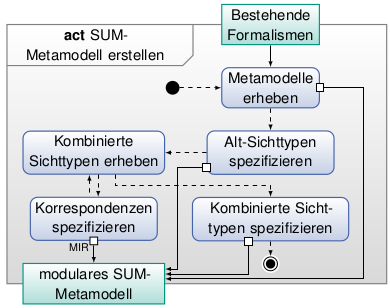 Bestehende
Formalismen
act SUM-
Metamodell erstellen
Metamodelle
erheben
Kombinierte
Sichttypen erheben
Alt-Sichttypen
spezifizieren
Korrespondenzen
spezifizieren
Kombinierte Sicht-
typen spezifizieren
MIR
modulares SUM-
Metamodell